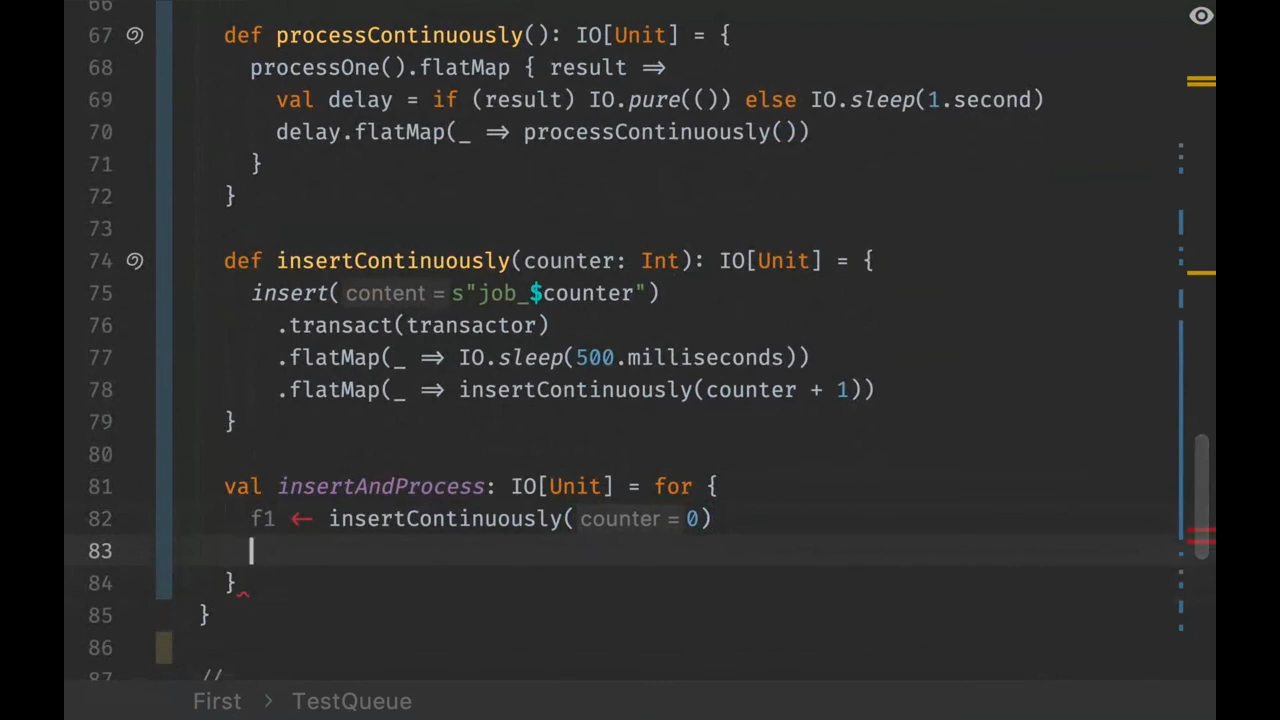 66
67 def processContinuously(): IO[Unit] = {
68 processOne().flatMap { result ⇒
69 val delay = if (result) IO.pure(()) else IO.sleep(1.second)
70 delay.flatMap(_ ⇒ processContinuously())
71 }
72 }
73
74 def insertContinuously(counter: Int): IO[Unit] = {
75 insert( content = s"job_$counter")
76 .transact(transactor)
77 .flatMap(_ ⇒ IO.sleep(500.milliseconds))
78 .flatMap(_ ⇒ insertContinuously(counter + 1))
79 }
80
81 val insertAndProcess: IO[Unit] = for {
82 f1 ← insertContinuously( counter = 0)
83
84 }
85 }
86
87 //
First > TestQueue